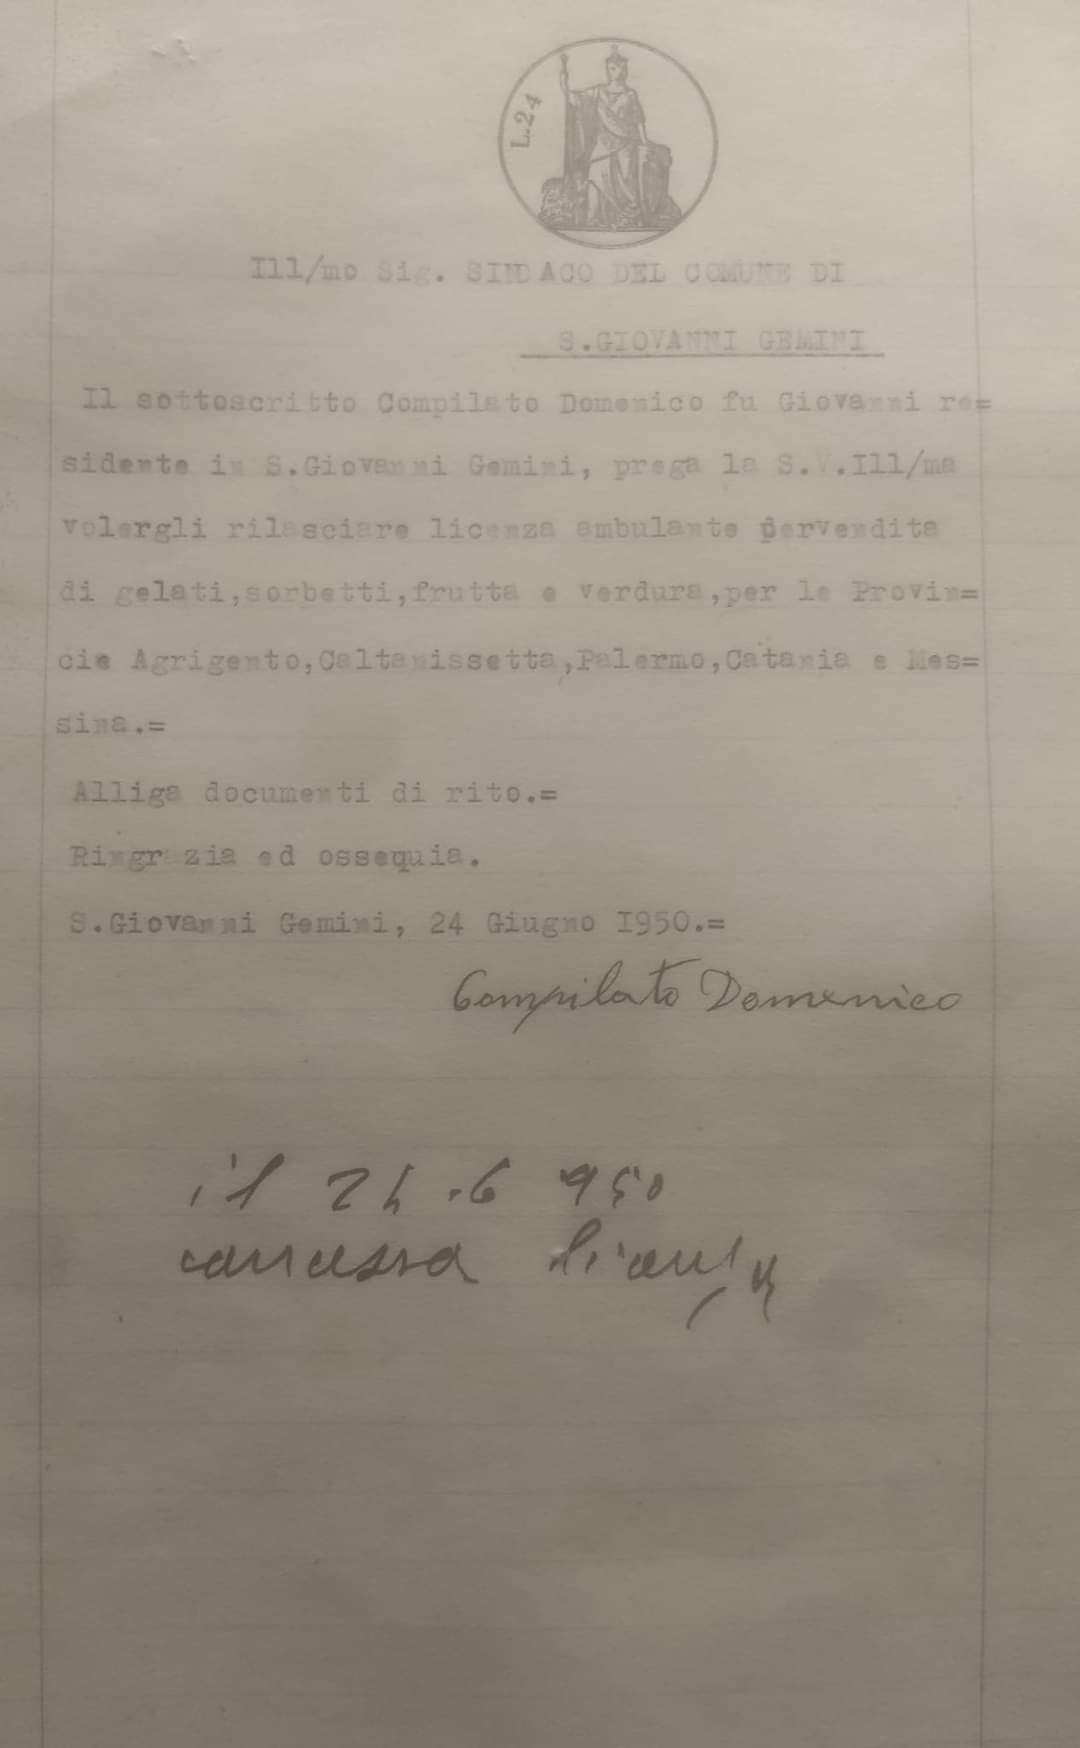 L.24
Ill/mo Sig. SINDACO DEL COMUNE DI
S.GIOVANNI GEMINI
Il sottoscritto Compilato Domenico fu Giovanni re=
sidente in S.Giovanni Gemini, prega la S.V.Ill/ma
volergli rilasciare licenza ambulante pervendita
di gelati,sorbetti,frutta e verdura,per le Provin=
cie Agrigento,Caltanissetta,Palermo,Catania e Mes=
sina.=
Alliga documenti di rito.=
Ringrazia ed ossequia.
S.Giovanni Gemini, 24 Giugno I950.=
Compilato Domenico
il 24.6 950